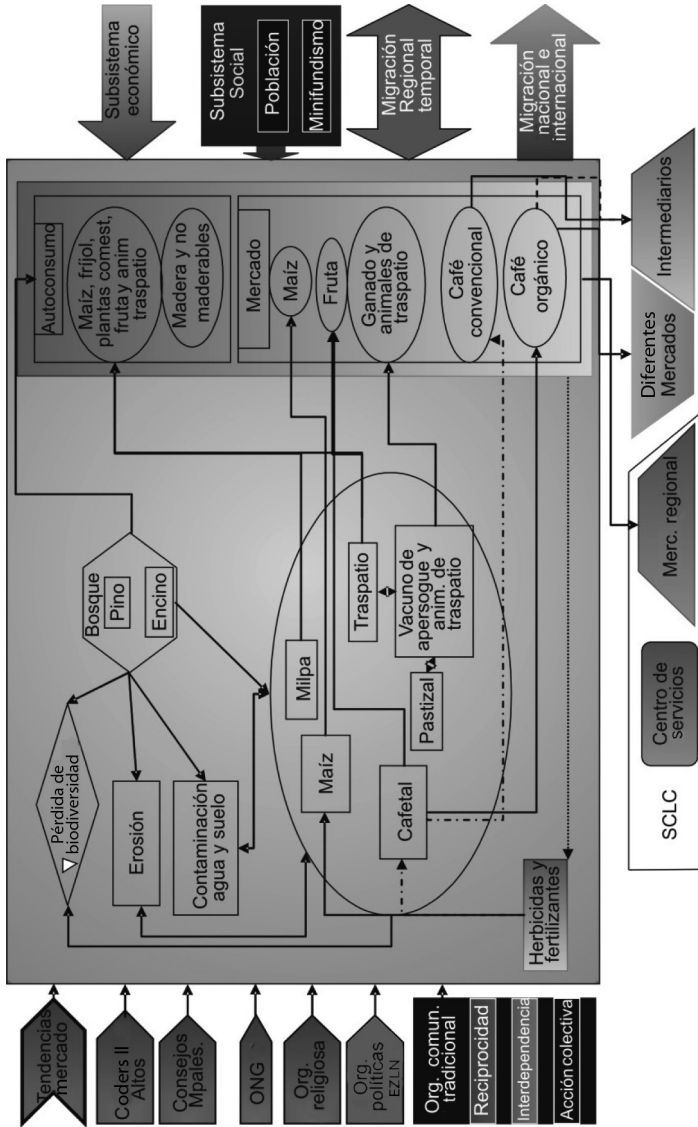 Tendencias
mercado
Coders II
Altos
Consejos
Mpales.
ONG
Org.
religiosa
Org.
políticas
EZLN
Org. comun.
tradicional
Reciprocidad
Interdependencia
Acción colectiva
Pérdida de
biodiversidad
Erosión
Contaminación
agua y suelo
Bosque
Pino
Encino
Milpa
Maíz
Cafetal
Pastizal
Traspatio
Vacuno de
apersogue y
anim. de
traspatio
Herbicidas y
fertilizantes
Autoconsumo
Maíz, frijol,
plantas comest,
fruta y anim
traspatio
Madera y no
maderables
Mercado
Maíz
Fruta
Ganado y
animales de
traspatio
Café
convencional
Café
orgánico
Subsistema
económico
Subsistema
Social
Población
Minifundismo
Migración
Regional
temporal
Migración
nacional e
internacional
SCLC
Centro de
servicios
Merc. regional
Diferentes
Mercados
Intermediarios